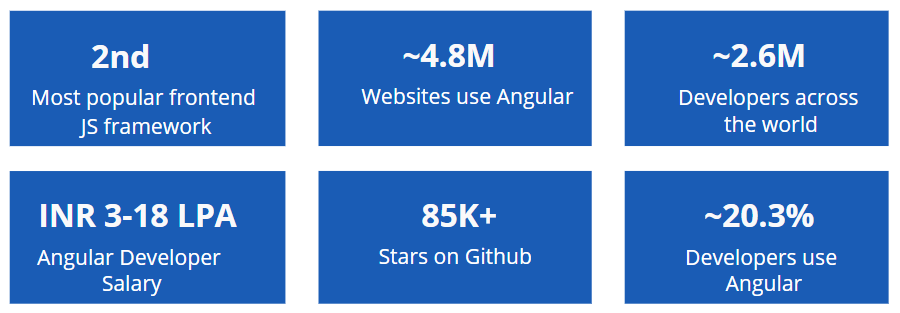 2nd
Most popular frontend
JS framework
~4.8M
Websites use Angular
~2.6M
Developers across
the world
INR 3-18 LPA
Angular Developer
Salary
85K+
Stars on Github
~20.3%
Developers use
Angular